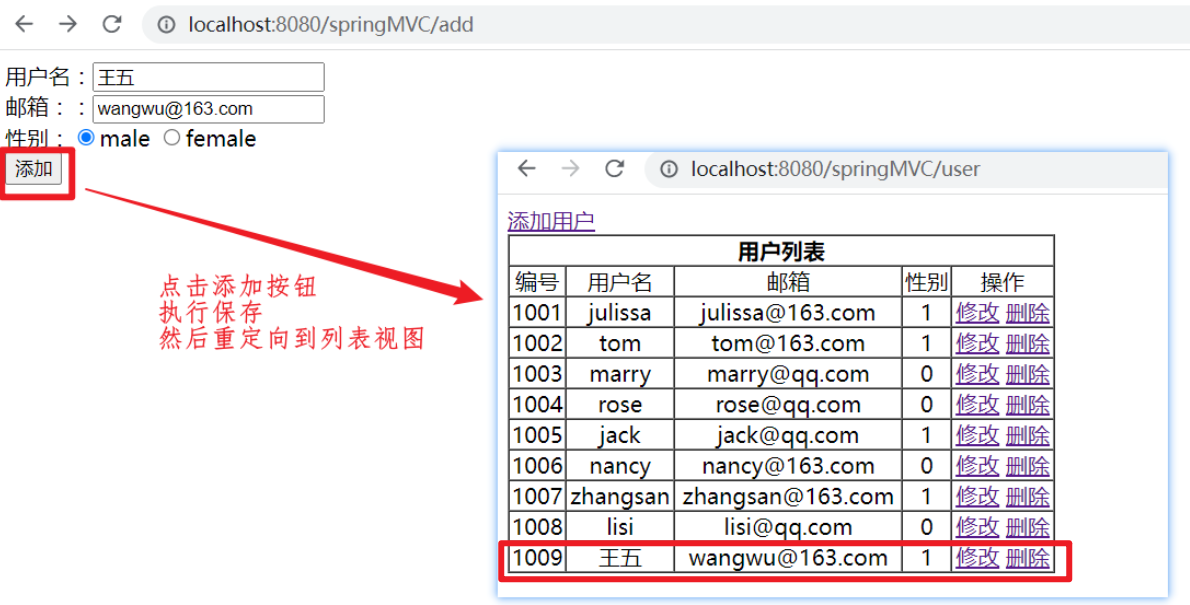 localhost:8080/springMVC/add
用户名：王五
邮箱：：wangwu@163.com
性别：male female
添加
点击添加按钮
执行保存
然后重定向到列表视图
localhost:8080/springMVC/user
添加用户
用户列表
编号 用户名 邮箱 性别 操作
1001 julissa julissa@163.com 1 修改 删除
1002 tom tom@163.com 1 修改 删除
1003 marry marry@qq.com 0 修改 删除
1004 rose rose@qq.com 0 修改 删除
1005 jack jack@qq.com 1 修改 删除
1006 nancy nancy@163.com 0 修改 删除
1007 zhangsan zhangsan@163.com 1 修改 删除
1008 lisi lisi@qq.com 0 修改 删除
1009 王五 wangwu@163.com 1 修改 删除